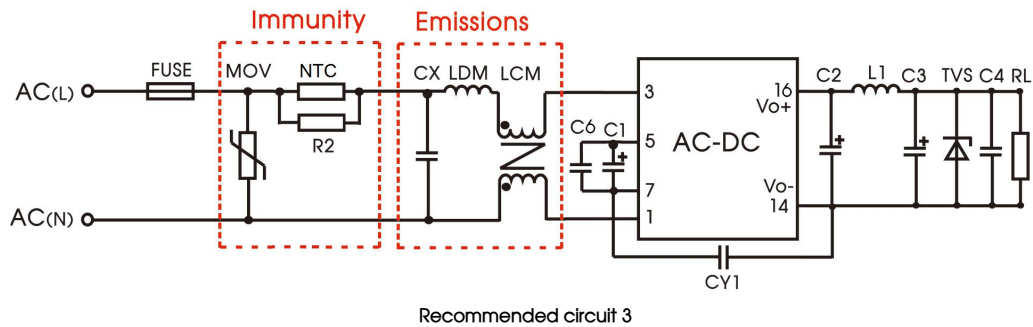 Immunity Emissions
FUSE MOV NTC CX LDM LCM C2 L1 C3 TVS C4 RL
AC(L) 3 16
Vo+
C6 C1 5 AC-DC
R2
7 Vo-
AC(N) 1 14
CY1
Recommended circuit 3